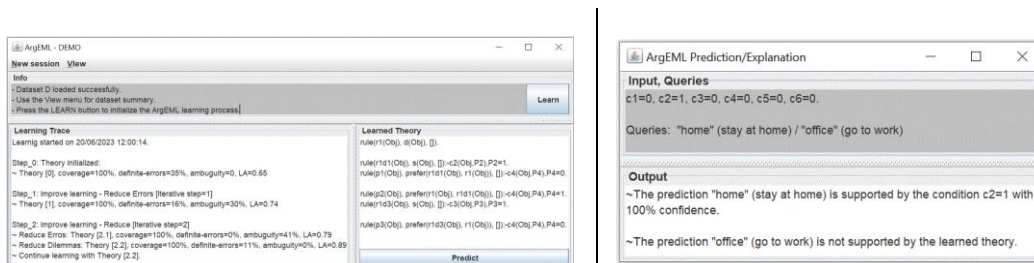 ArgEML - DEMO
New session View
Info
- Dataset D loaded successfully.
- Use the View menu for dataset summary.
- Press the LEARN button to initialize the ArgEML learning process.
Learn
Learning Trace
Learnig started on 20/06/2023 12:00:14.
Step_0: Theory initialized:
~ Theory [0], coverage=100%, definite-errors=35%, ambuguity=0, LA=0.65
Step_1: Improve learning - Reduce Errors [Iterative step=1]
~ Theory [1], coverage=100%, definite-errors=16%, ambuguity=30%, LA=0.74
Step_2: Improve learning - Reduce [Iterative step=2]
~ Reduce Erros: Theory [2.1], coverage=100%, definite-errors=0%, ambuguity=41%, LA=0.79
~ Reduce Dilemmas: Theory [2.2], coverage=100%, definite-errors=11%, ambuguity=0%, LA=0.89
~ Continue learning with Theory [2.2].
Learned Theory
rule(r1(Obj), d(Obj), []).
rule(r1d1(Obj), s(Obj), []):-c2(Obj,P2),P2=1.
rule(p1(Obj), prefer(r1d1(Obj), r1(Obj)), []):-c4(Obj,P4),P4=0.
rule(p2(Obj), prefer(r1(Obj), r1d1(Obj)), []):-c4(Obj,P4),P4=1.
rule(r1d3(Obj), s(Obj), []):-c3(Obj,P3),P3=1.
rule(p3(Obj), prefer(r1d3(Obj), r1(Obj)), []):-c4(Obj,P4),P4=0.
Predict
ArgEML Prediction/Explanation
Input, Queries
c1=0, c2=1, c3=0, c4=0, c5=0, c6=0.
Queries: "home" (stay at home) / "office" (go to work)
Output
~The prediction "home" (stay at home) is supported by the condition c2=1 with
100% confidence.
~The prediction "office" (go to work) is not supported by the learned theory.